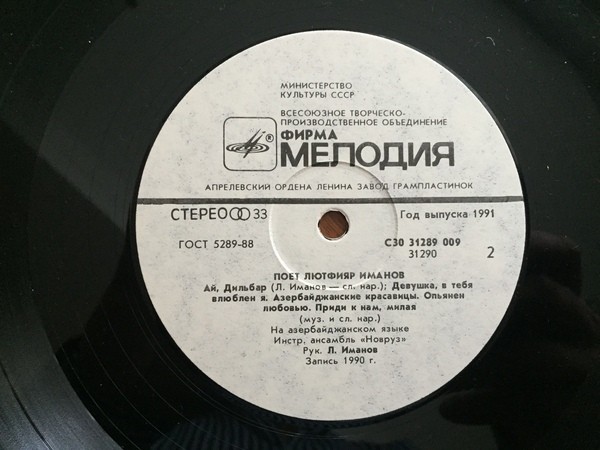 МИНИСТЕРСТВО
КУЛЬТУРЫ СССР
ВСЕСОЮЗНОЕ ТВОРЧЕСКО-
ПРОИЗВОДСТВЕННОЕ ОБЪЕДИНЕНИЕ
® ФИРМА
МЕЛОДИЯ
АПРЕЛЕВСКИЙ ОРДЕНА ЛЕНИНА ЗАВОД ГРАМПЛАСТИНОК
СТЕРЕО 33 Год выпуска 1991
ГОСТ 5289-88 С30 31289 009
31290 2
ПОЕТ ЛЮТФИЯР ИМАНОВ
Ай, Дильбар (Л. Иманов — сл. нар.); Девушка, в тебя
влюблен я. Азербайджанские красавицы. Опьянен
любовью. Приди к нам, милая
(муз. и сл. нар.)
На азербайджанском языке
Инстр. ансамбль «Новруз»
Рук. Л. Иманов
Запись 1990 г.